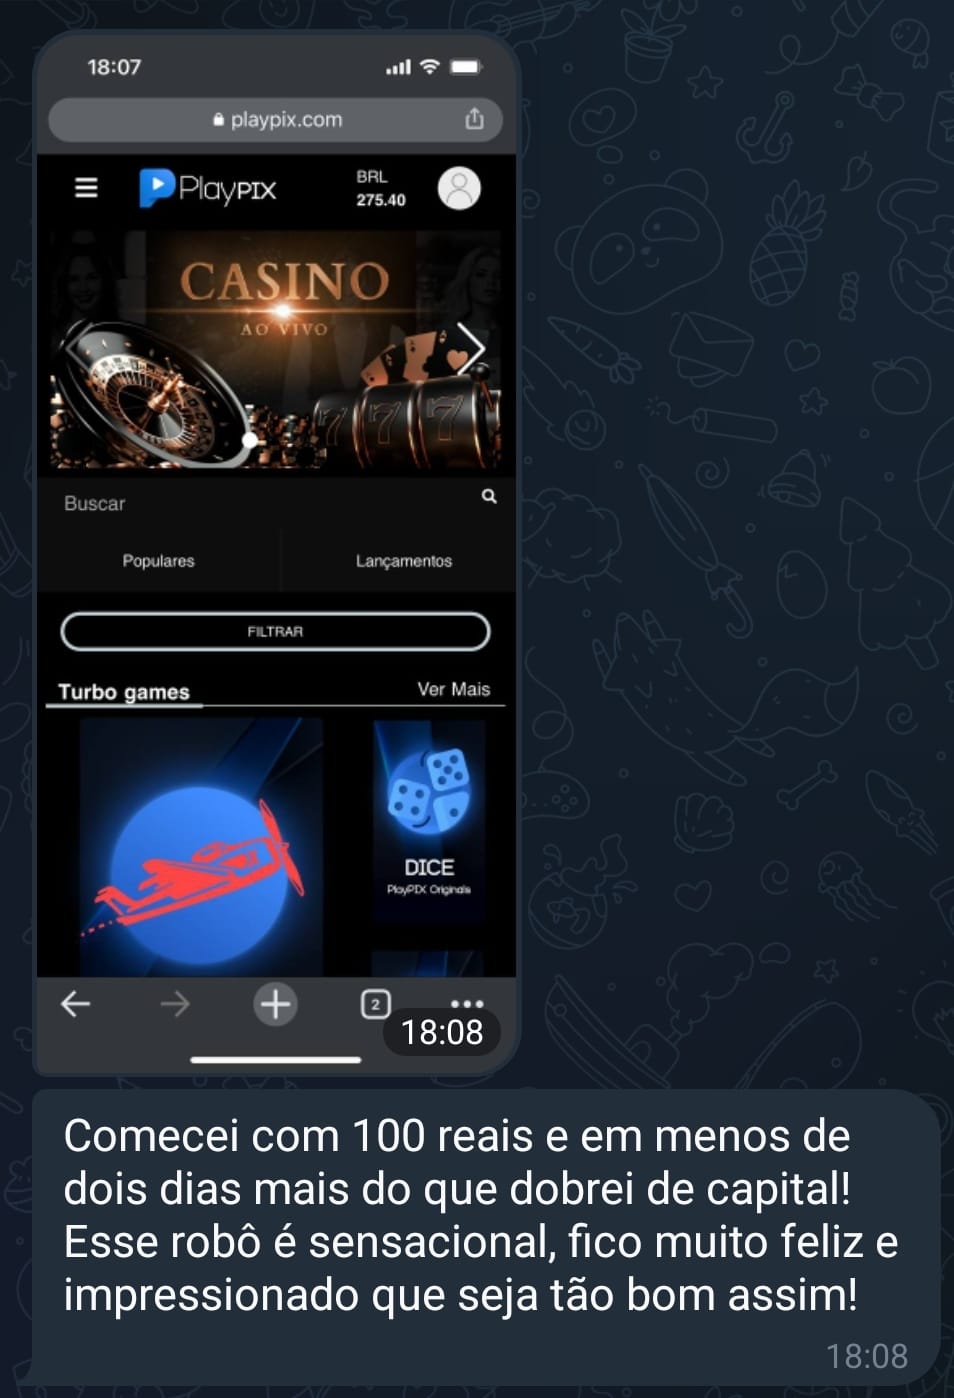 18:07
playpix.com
PlayPIX
BRL
275.40
CASINO
AO VIVO
777
Buscar
Populares
Lançamentos
FILTRAR
Turbo games
Ver Mais
DICE
PlayPIX Originals
2
18:08
Comecei com 100 reais e em menos de
dois dias mais do que dobrei de capital!
Esse robô é sensacional, fico muito feliz e
impressionado que seja tão bom assim!
18:08